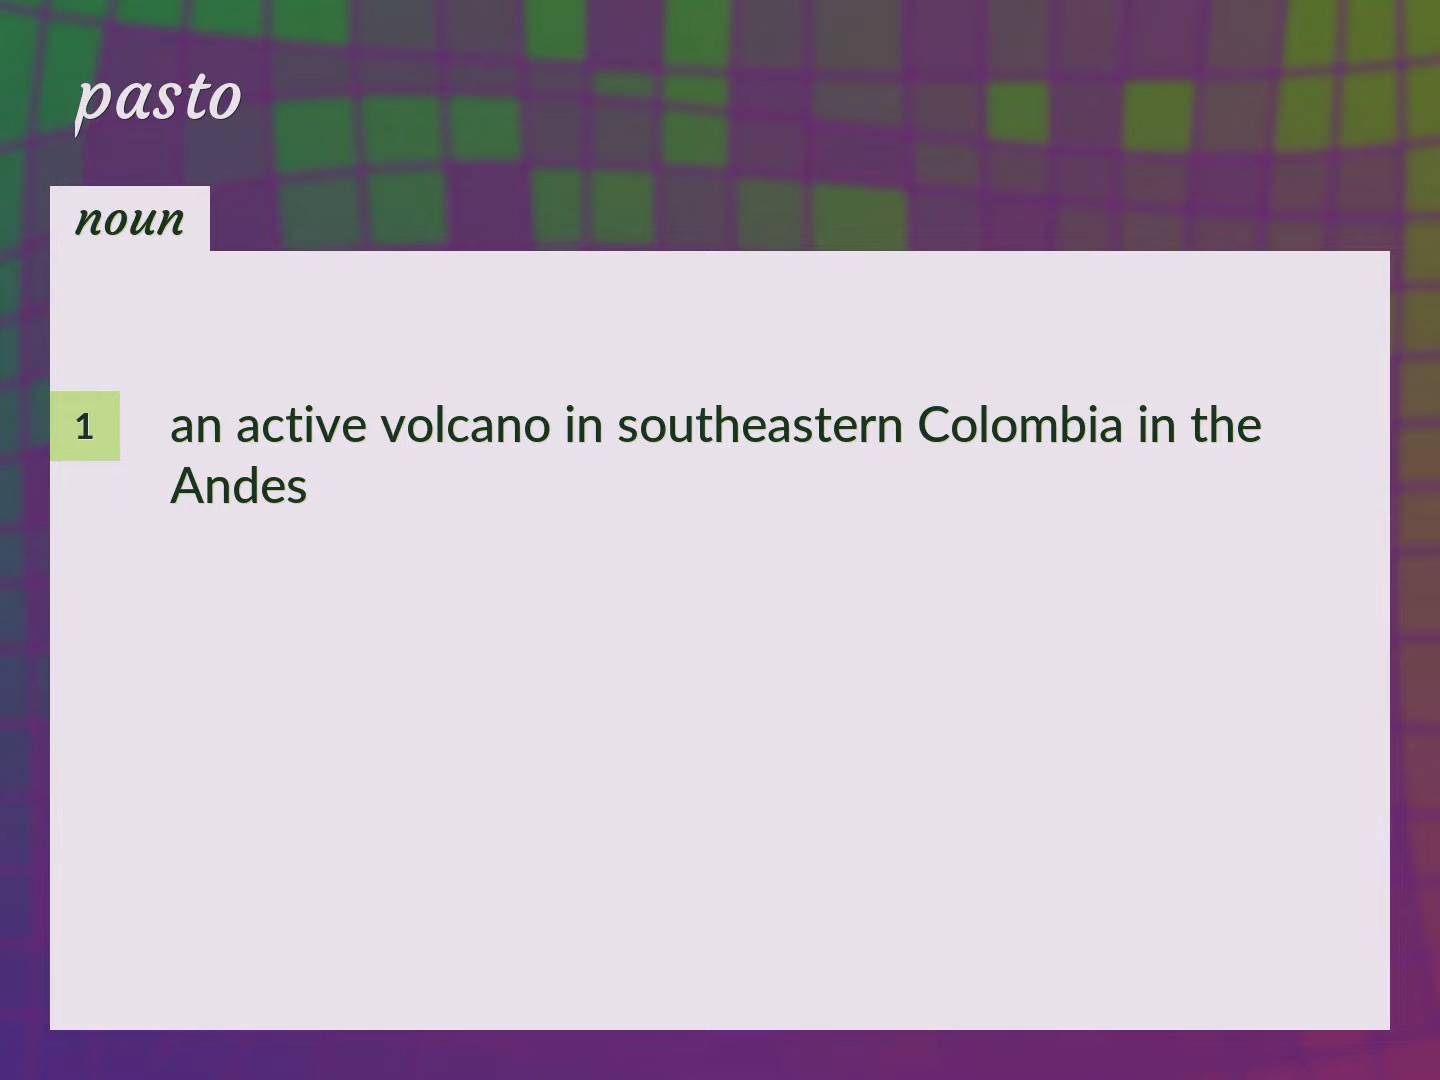 pasto
noun
1 an active volcano in southeastern Colombia in the
Andes